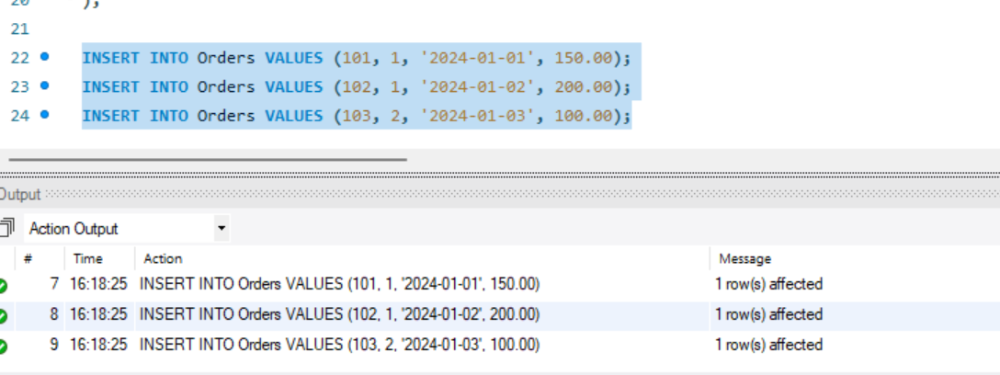 20 );
21
22 INSERT INTO Orders VALUES (101, 1, '2024-01-01', 150.00);
23 INSERT INTO Orders VALUES (102, 1, '2024-01-02', 200.00);
24 INSERT INTO Orders VALUES (103, 2, '2024-01-03', 100.00);
Output
Action Output
# Time Action Message
7 16:18:25 INSERT INTO Orders VALUES (101, 1, '2024-01-01', 150.00) 1 row(s) affected
8 16:18:25 INSERT INTO Orders VALUES (102, 1, '2024-01-02', 200.00) 1 row(s) affected
9 16:18:25 INSERT INTO Orders VALUES (103, 2, '2024-01-03', 100.00) 1 row(s) affected